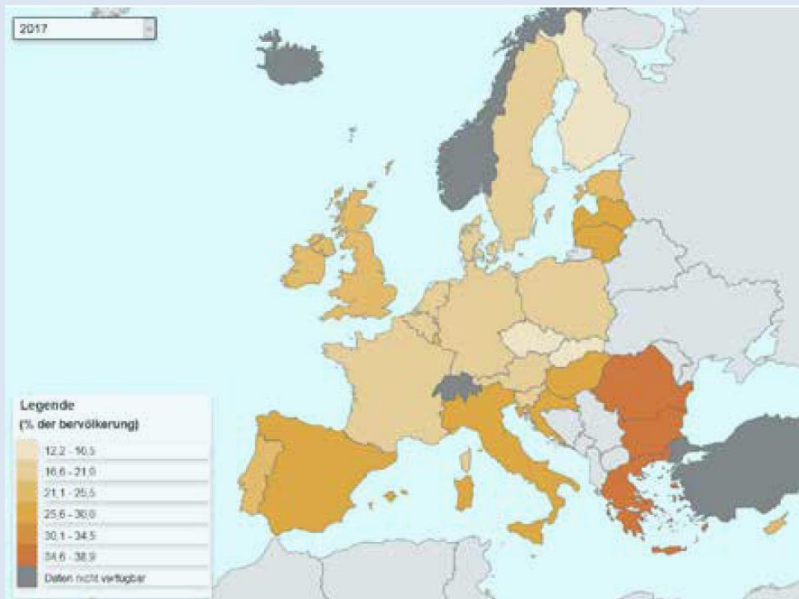 2017
Legende
(% der bervölkerung)
12,2 - 16,5
16,6 - 21,0
21,1 - 25,5
25,6 - 30,0
30,1 - 34,5
34,6 - 38,9
Daten nicht verfügbar